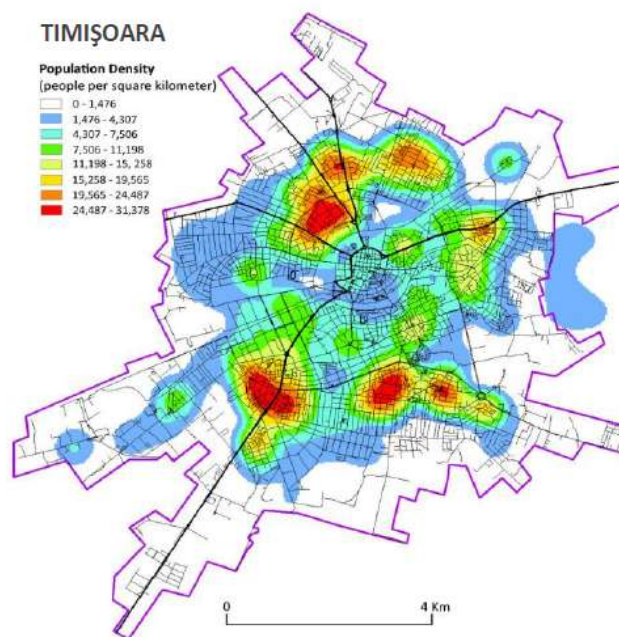 TIMIŞOARA
Population Density
(people per square kilometer)
0 - 1,476
1,476 - 4,307
4,307 - 7,506
7,506 - 11,198
11,198 - 15, 258
15,258 - 19,565
19,565 - 24,487
24,487 - 31,378
0 4 Km